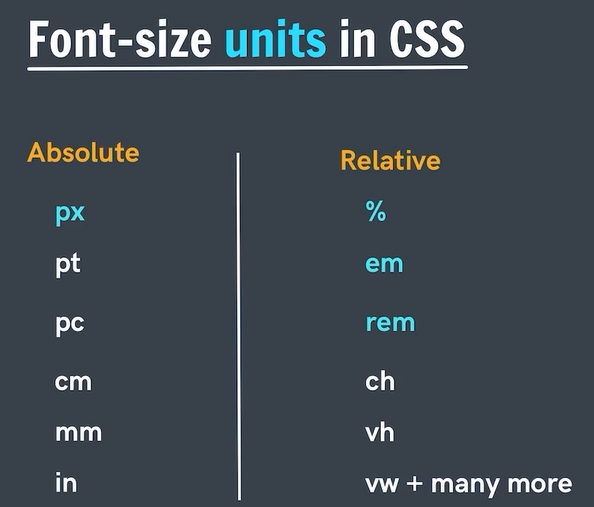 Font-size units in CSS
Absolute
px
pt
pc
cm
mm
in
Relative
%
em
rem
ch
vh
vw + many more